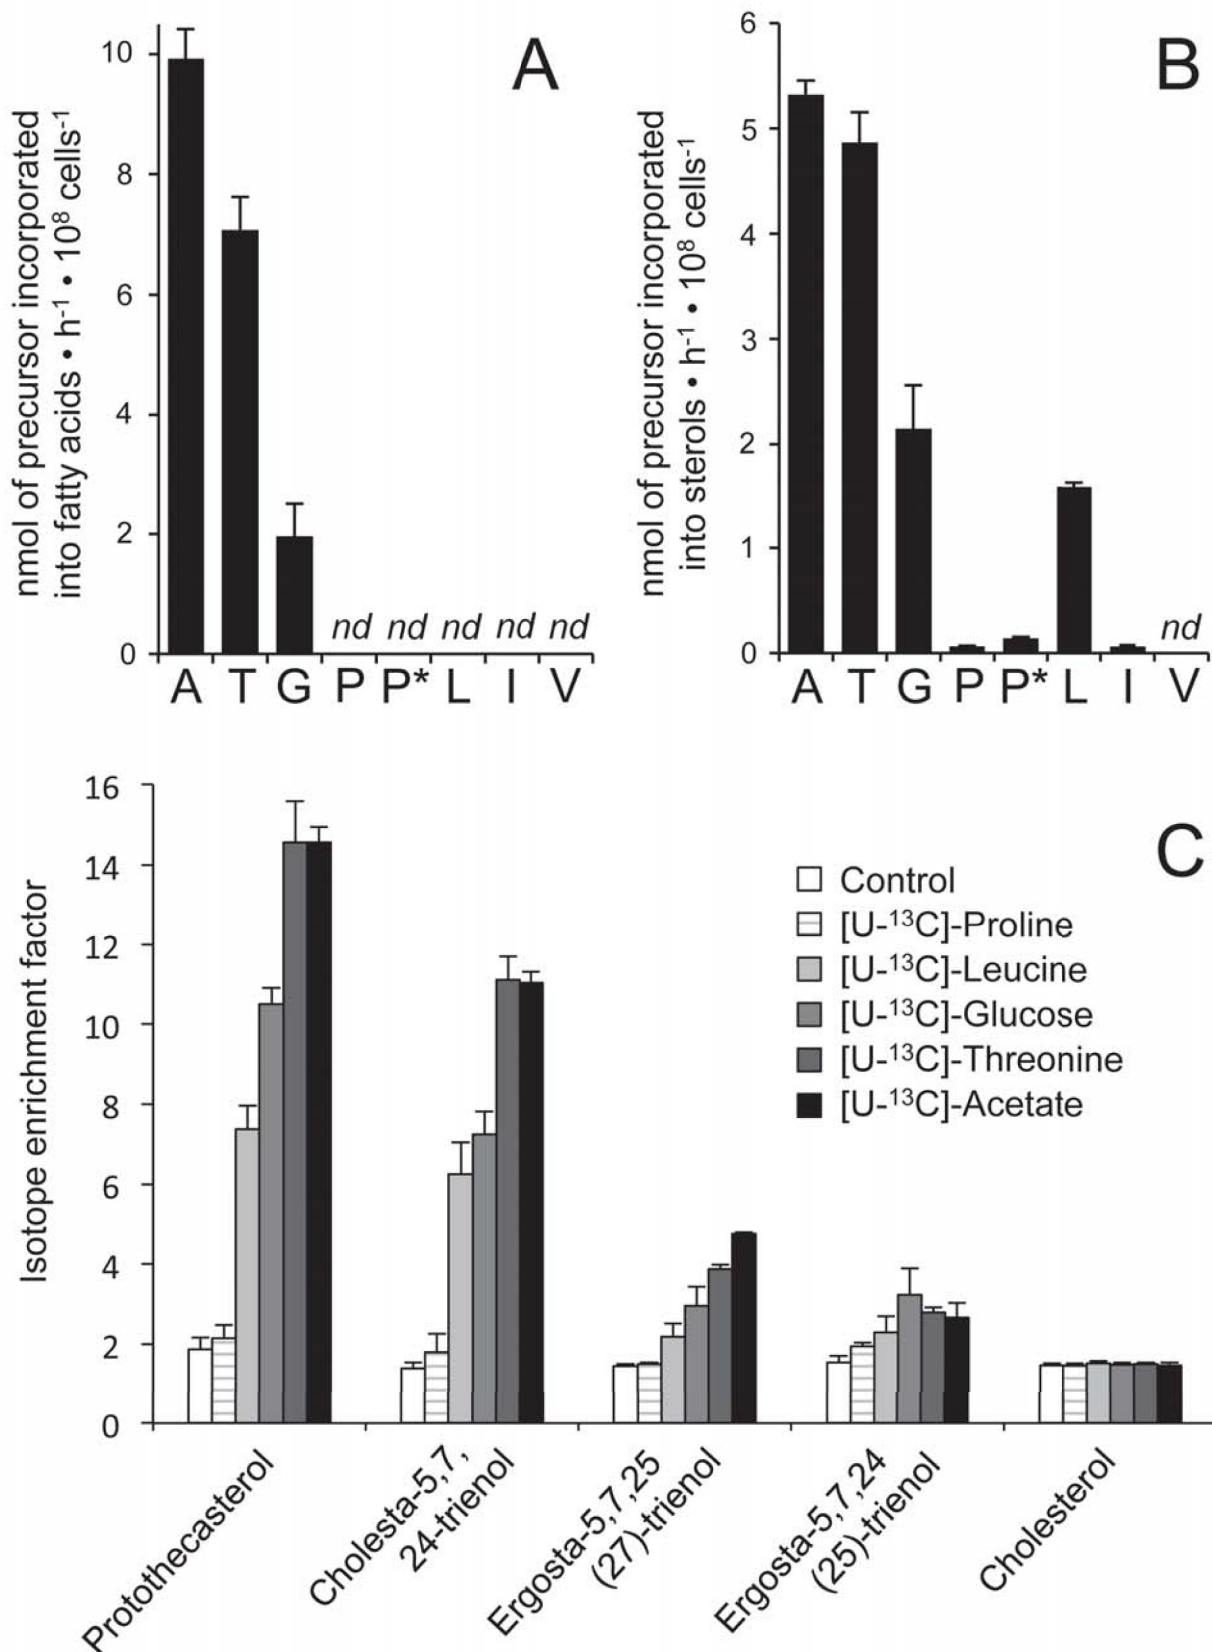 A
nmol of precursor incorporated
into fatty acids • h⁻¹ • 10⁸ cells⁻¹
10
8
6
4
2
0
nd nd nd nd nd
A T G P P* L I V
B
nmol of precursor incorporated
into sterols • h⁻¹ • 10⁸ cells⁻¹
6
5
4
3
2
1
0
nd
A T G P P* L I V
C
Isotope enrichment factor
16
14
12
10
8
6
4
2
0
Control
[U-¹³C]-Proline
[U-¹³C]-Leucine
[U-¹³C]-Glucose
[U-¹³C]-Threonine
[U-¹³C]-Acetate
Protothecasterol
Cholesta-5,7,
24-trienol
Ergosta-5,7,25
(27)-trienol
Ergosta-5,7,24
(25)-trienol
Cholesterol